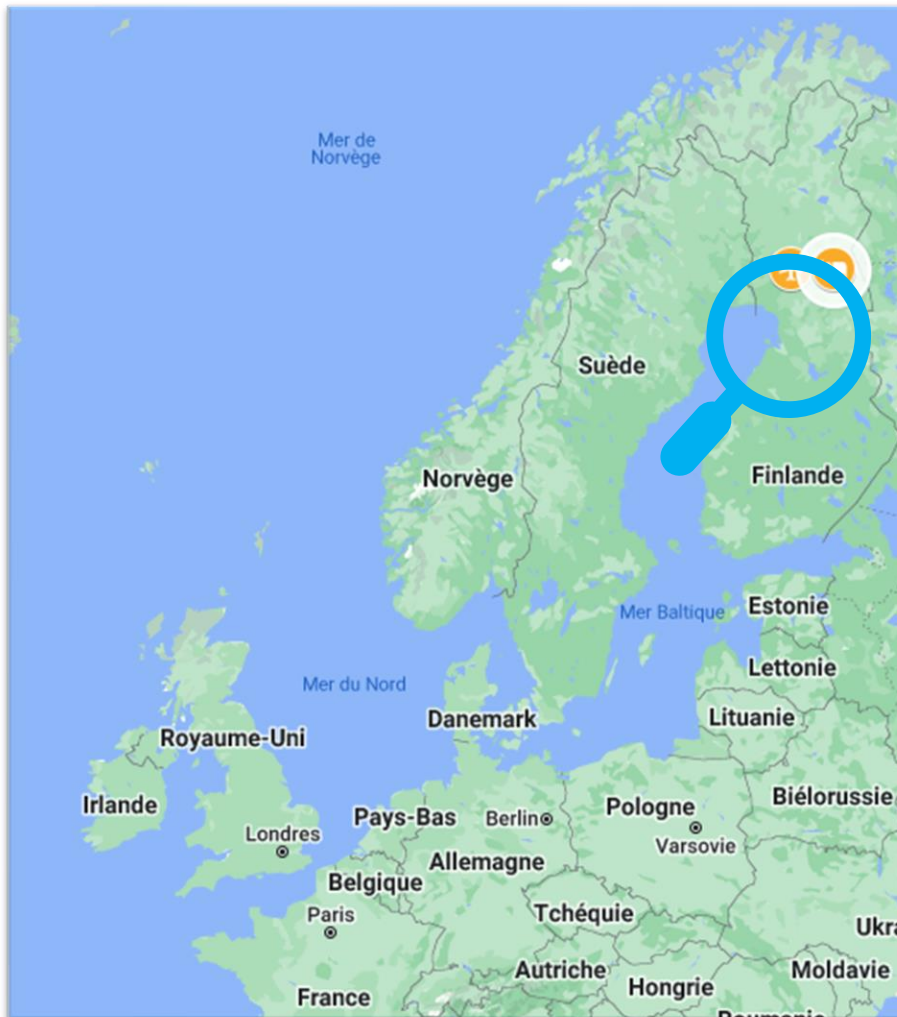 Mer de
Norvège
Suède
Norvège
Finlande
Mer Baltique
Estonie
Lettonie
Mer du Nord
Danemark
Lituanie
Royaume-Uni
Irlande
Pays-Bas
Berlin
Pologne
Biélorussie
Londres
Varsovie
Allemagne
Belgique
Paris
Tchéquie
Ukra
Autriche
Moldavie
Hongrie
France
Roumanie